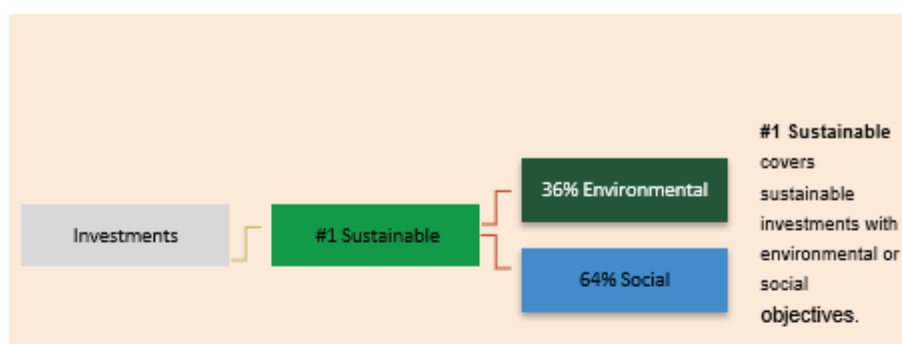 Investments
#1 Sustainable
36% Environmental
64% Social
#1 Sustainable
covers
sustainable
investments with
environmental or
social
objectives.